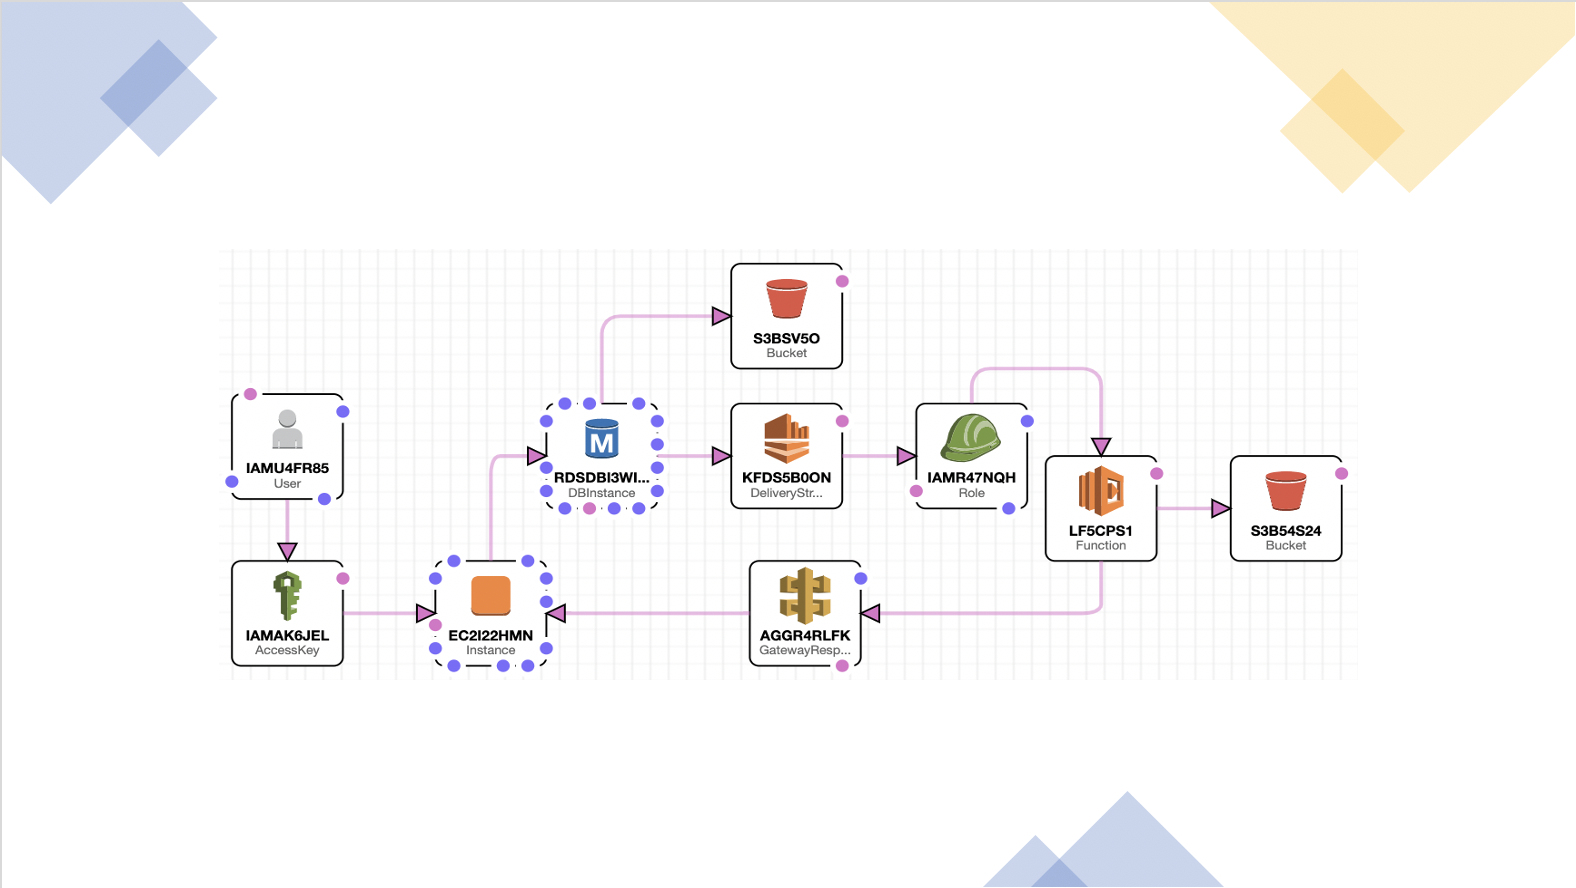 S3BSV5O
Bucket
IAMU4FR85
User
M
RDSDBI3WI...
DBInstance
KFDS5B0ON
DeliveryStr...
IAMR47NQH
Role
LF5CPS1
Function
S3B54S24
Bucket
IAMAK6JEL
AccessKey
EC2I22HMN
Instance
AGGR4RLFK
GatewayResp...